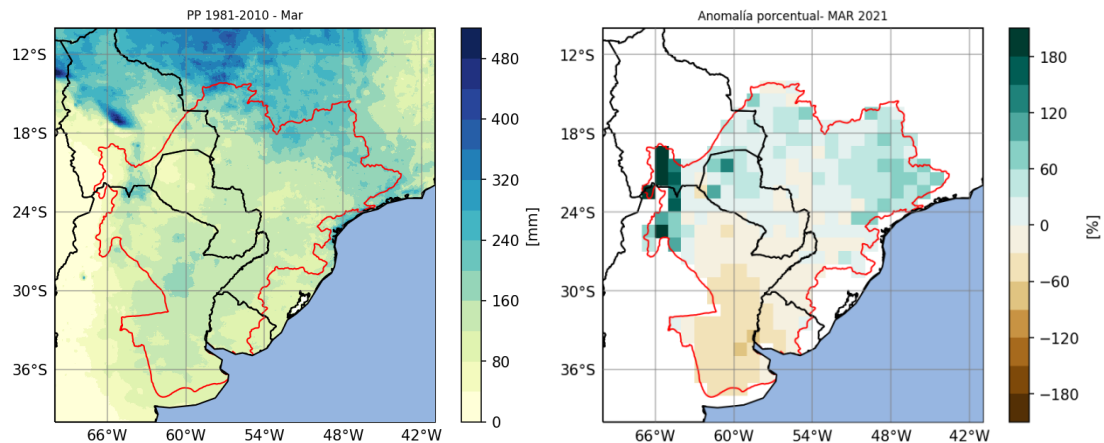 PP 1981-2010 - Mar
12°S
18°S
24°S
30°S
36°S
66°W 60°W 54°W 48°W 42°W
480
400
320
240
160
80
0
[mm]
Anomalía porcentual- MAR 2021
12°S
18°S
24°S
30°S
36°S
66°W 60°W 54°W 48°W 42°W
180
120
60
0
−60
−120
−180
[%]